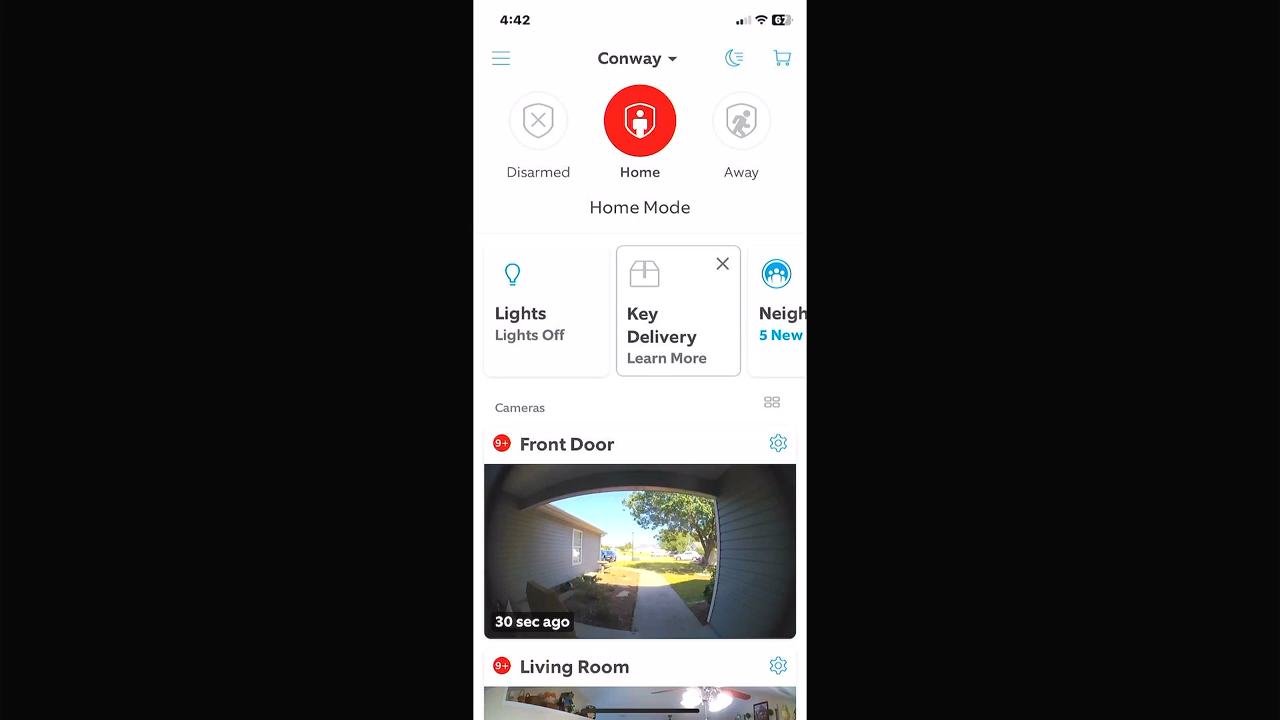 4:42
67
Conway
Disarmed
Home
Away
Home Mode
Lights
Lights Off
Key
Delivery
Learn More
Neigh
5 New
Cameras
9+ Front Door
30 sec ago
9+ Living Room